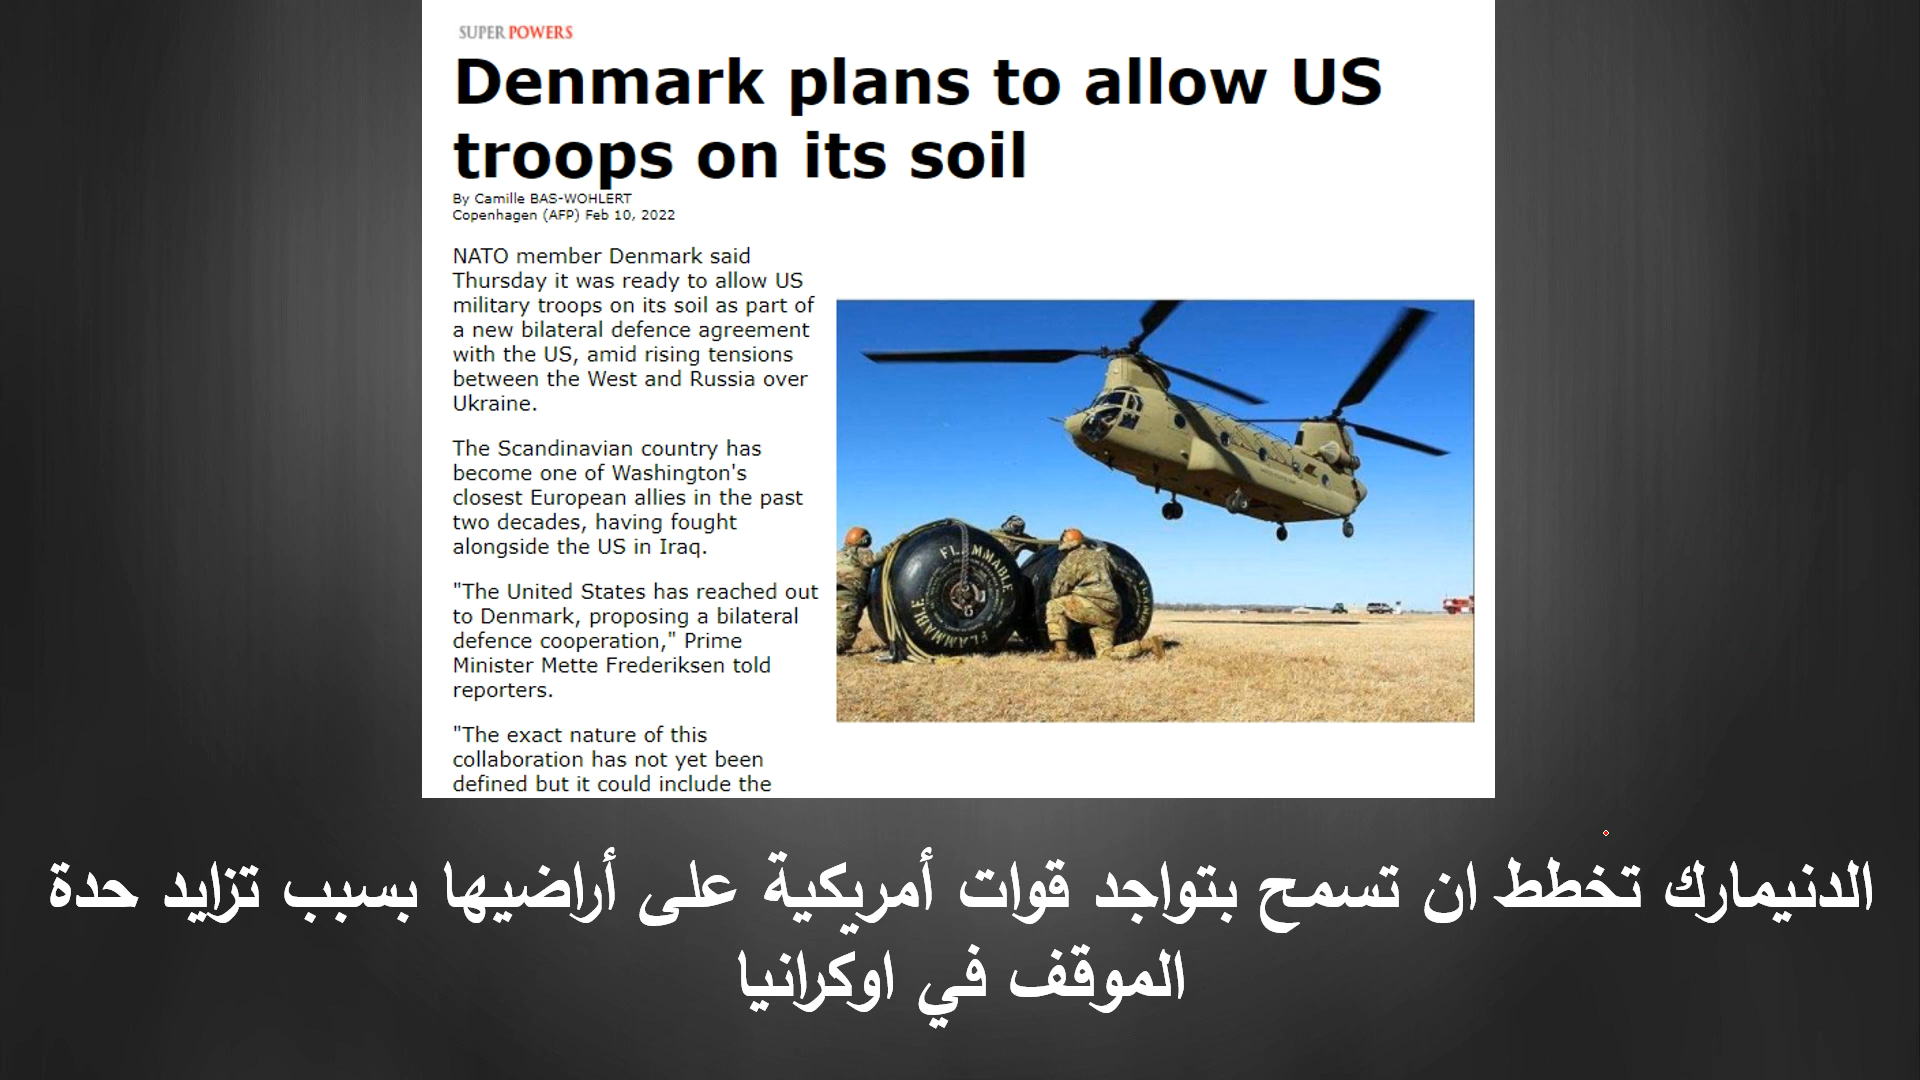 SUPER POWERS
Denmark plans to allow US
troops on its soil
By Camille BAS-WOHLERT
Copenhagen (AFP) Feb 10, 2022
NATO member Denmark said
Thursday it was ready to allow US
military troops on its soil as part of
a new bilateral defence agreement
with the US, amid rising tensions
between the West and Russia over
Ukraine.
The Scandinavian country has
become one of Washington's
closest European allies in the past
two decades, having fought
alongside the US in Iraq.
"The United States has reached out
to Denmark, proposing a bilateral
defence cooperation," Prime
Minister Mette Frederiksen told
reporters.
"The exact nature of this
collaboration has not yet been
defined but it could include the
FLAMMABLE
FLAMMABLE
الدنيمارك تخطط ان تسمح بتواجد قوات أمريكية على أراضيها بسبب تزايد حدة
الموقف في اوكرانيا